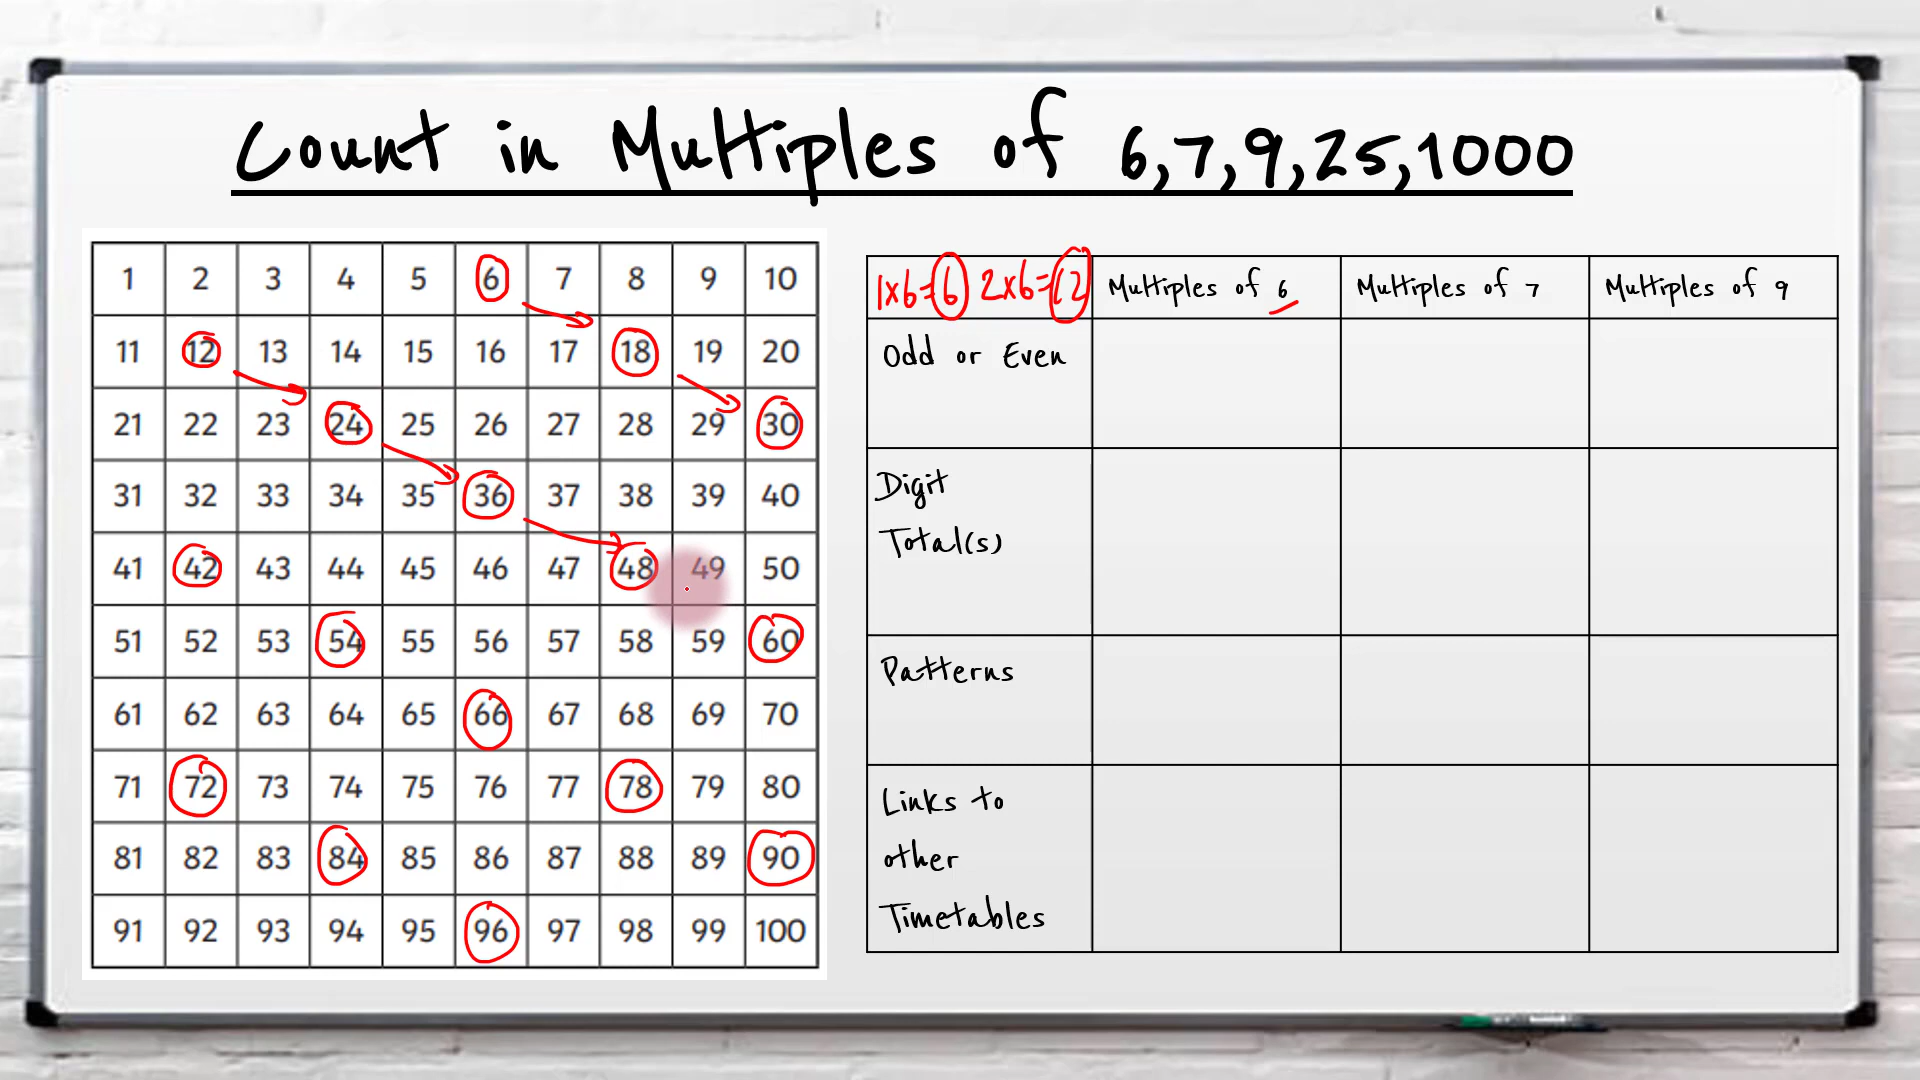 Count in Multiples of 6,7,9,25,1000
1 2 3 4 5 6 7 8 9 10
11 12 13 14 15 16 17 18 19 20
21 22 23 24 25 26 27 28 29 30
31 32 33 34 35 36 37 38 39 40
41 42 43 44 45 46 47 48 49 50
51 52 53 54 55 56 57 58 59 60
61 62 63 64 65 66 67 68 69 70
71 72 73 74 75 76 77 78 79 80
81 82 83 84 85 86 87 88 89 90
91 92 93 94 95 96 97 98 99 100
1x6=6 2x6=12 Multiples of 6 Multiples of 7 Multiples of 9
Odd or Even
Digit
Total(s)
Patterns
Links to
other
Timetables